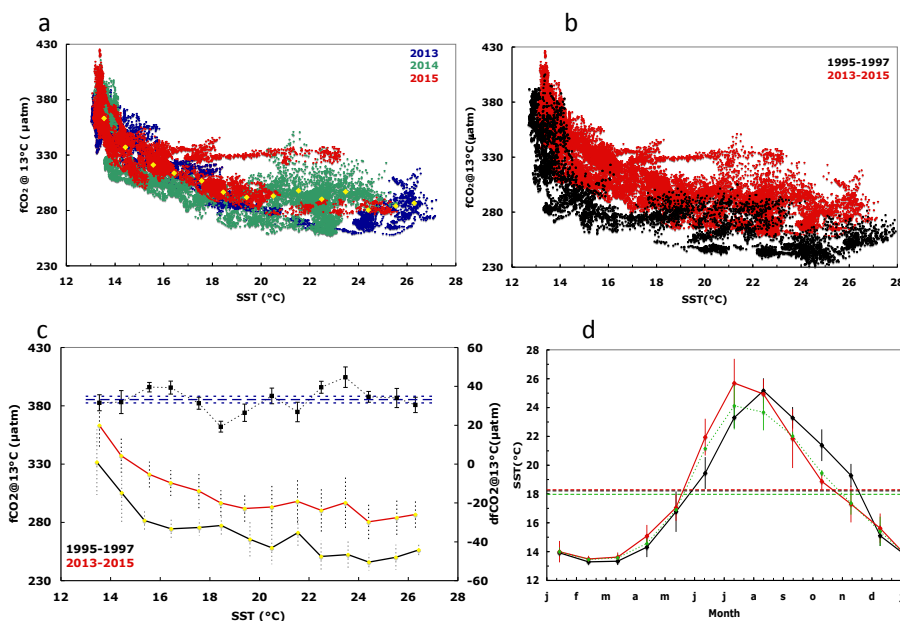 a
b
430
380
330
280
230
fCO₂ @ 13°C ( µatm)
2013
2014
2015
12 14 16 18 20 22 24 26 28
SST (°C)
430
380
330
280
230
fCO₂@13°C(µatm)
1995-1997
2013-2015
12 14 16 18 20 22 24 26 28
SST(°C)
c
d
430
380
330
280
230
fCO2@13°C(µatm)
60
40
20
0
-20
-40
-60
dfCO2@13°C(µatm)
1995-1997
2013-2015
12 14 16 18 20 22 24 26 28
SST (°C)
28
26
24
22
20
18
16
14
12
SST(°C)
j f m a m j j a s o n d j
Month